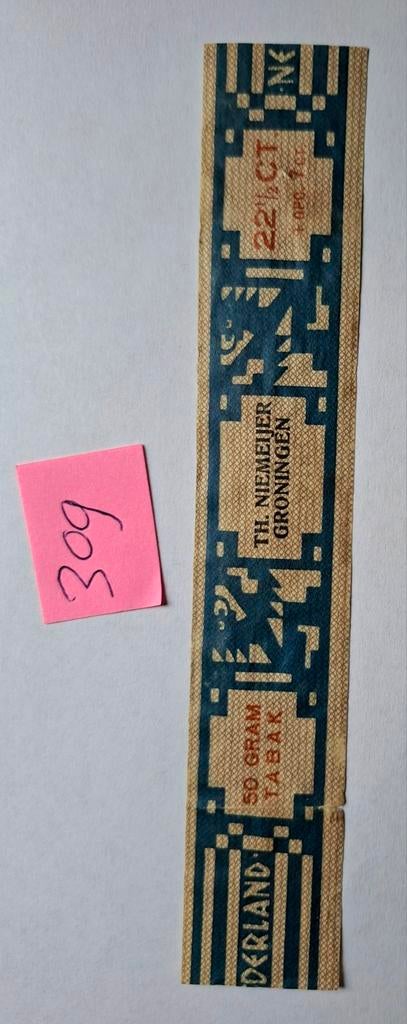 309
DERLAND·
50 GRAM
TABAK
TH. NIEMEIJER
GRONINGEN
22½ CT.
+ OPC. 1 CT.
·NE